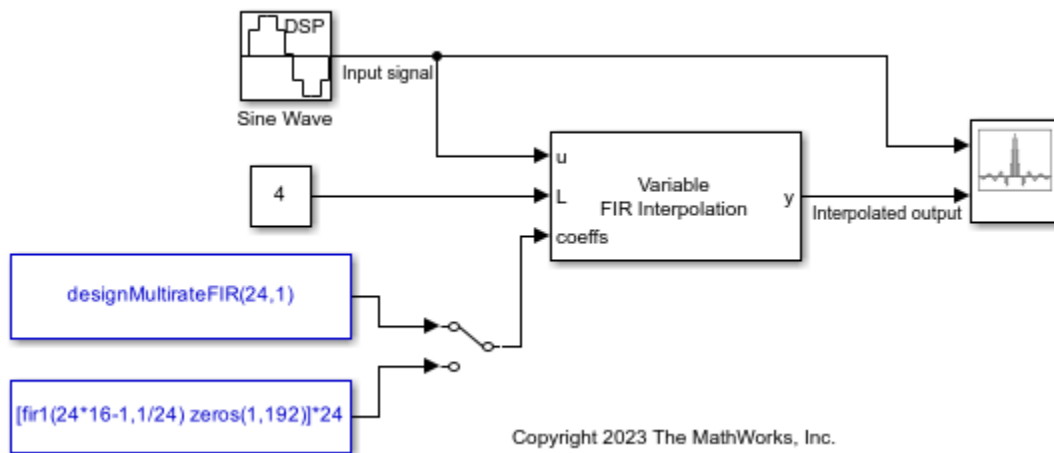 DSP
Input signal
Sine Wave
u
4
L
Variable
FIR Interpolation
y
Interpolated output
coeffs
designMultirateFIR(24,1)
[fir1(24*16-1,1/24) zeros(1,192)]*24
Copyright 2023 The MathWorks, Inc.